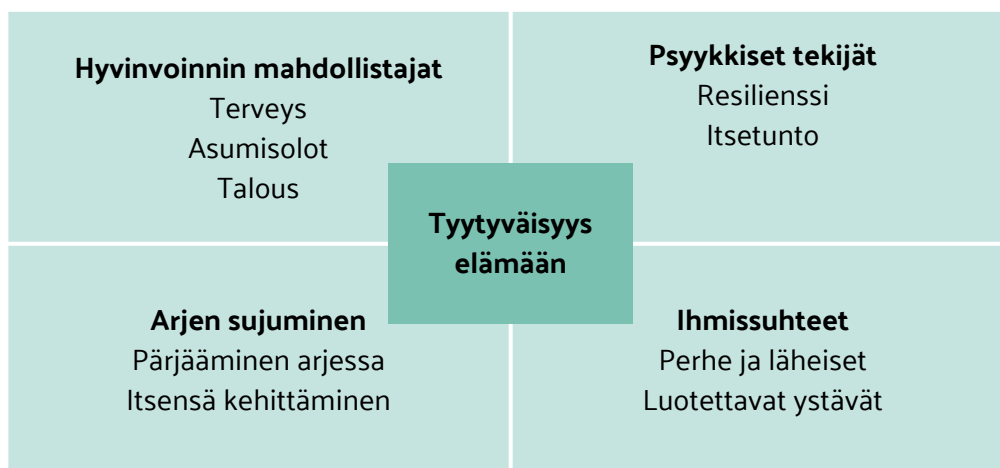 Hyvinvoinnin mahdollistajat
Terveys
Asumisolot
Talous
Psyykkiset tekijät
Resilienssi
Itsetunto
Tyytyväisyys
elämään
Arjen sujuminen
Pärjääminen arjessa
Itsensä kehittäminen
Ihmissuhteet
Perhe ja läheiset
Luotettavat ystävät